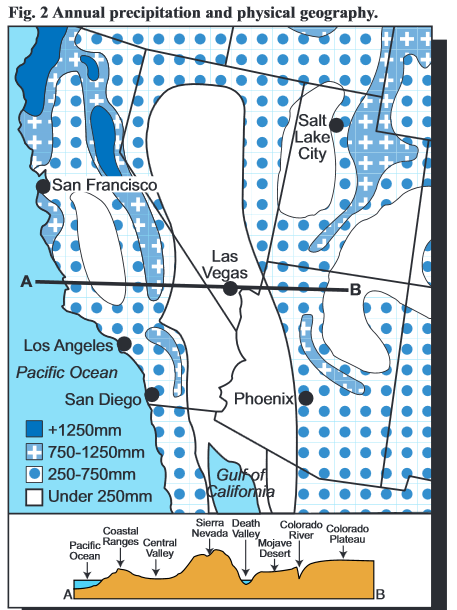 Fig. 2 Annual precipitation and physical geography.
Salt
Lake
City
San Francisco
Las
Vegas
A
B
Los Angeles
Pacific Ocean
San Diego
Phoenix
+1250mm
750-1250mm
250-750mm
Under 250mm
Gulf of
California
Pacific
Ocean
Coastal
Ranges
Central
Valley
Sierra
Nevada
Death
Valley
Mojave
Desert
Colorado
River
Colorado
Plateau
A
B